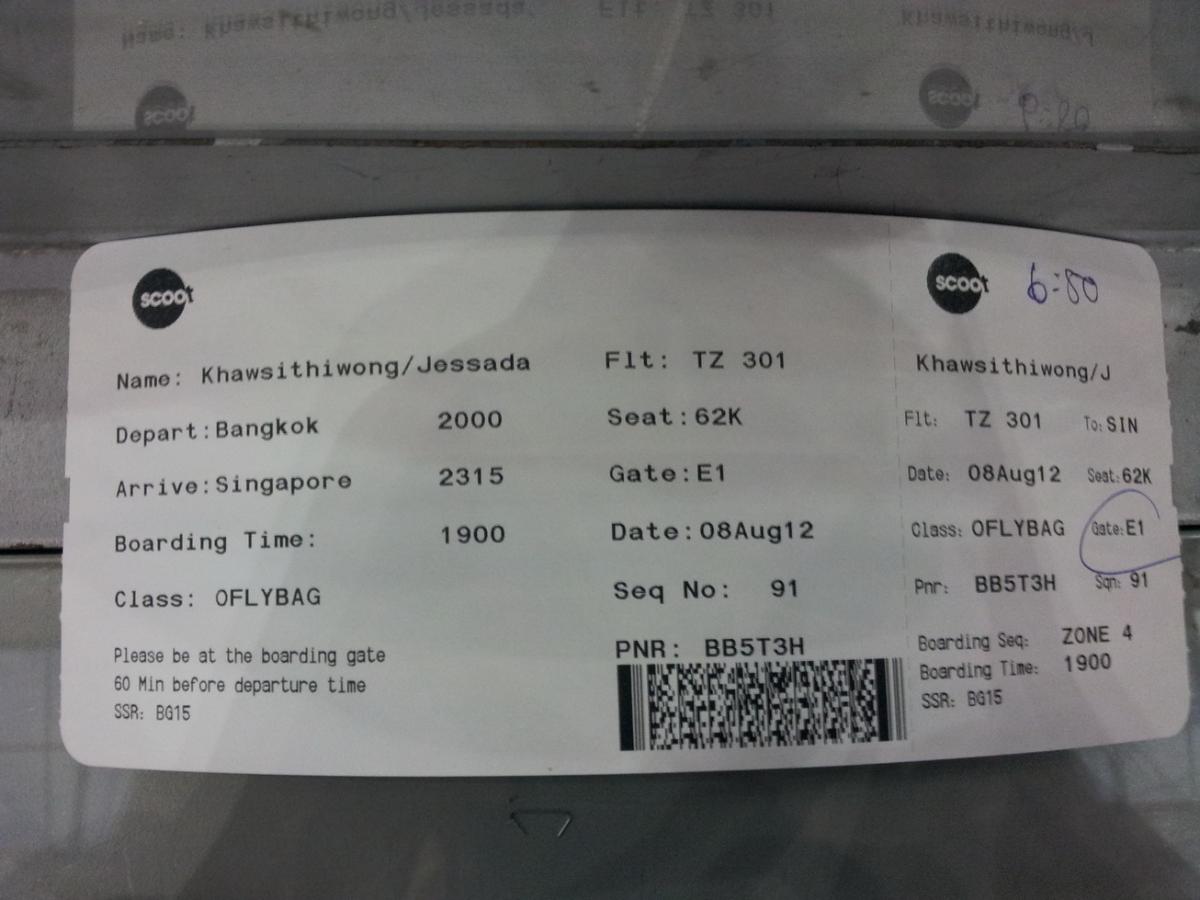 scoot
Name: Khawsithiwong/Jessada
Depart:Bangkok 2000
Arrive:Singapore 2315
Boarding Time: 1900
Class: OFLYBAG
Please be at the boarding gate
60 Min before departure time
SSR: BG15
Flt: TZ 301
Seat:62K
Gate:E1
Date:08Aug12
Seq No: 91
PNR: BB5T3H
scoot 6:50
Khawsithiwong/J
Flt: TZ 301 To:SIN
Date: 08Aug12 Seat:62K
Class: OFLYBAG Gate:E1
Pnr: BB5T3H Sqn: 91
Boarding Seq: ZONE 4
Boarding Time: 1900
SSR: BG15